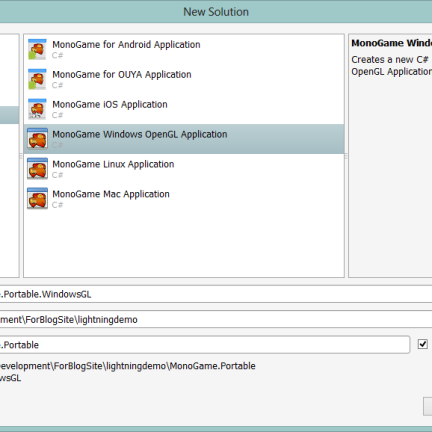 New Solution
MonoGame for Android Application
C#
MonoGame for OUYA Application
C#
MonoGame iOS Application
C#
MonoGame Windows OpenGL Application
C#
MonoGame Linux Application
C#
MonoGame Mac Application
C#
MonoGame Windo
Creates a new C#
OpenGL Application
.Portable.WindowsGL
ment\ForBlogSite\lightningdemo
.Portable
evelopment\ForBlogSite\lightningdemo\MonoGame.Portable
wsGL